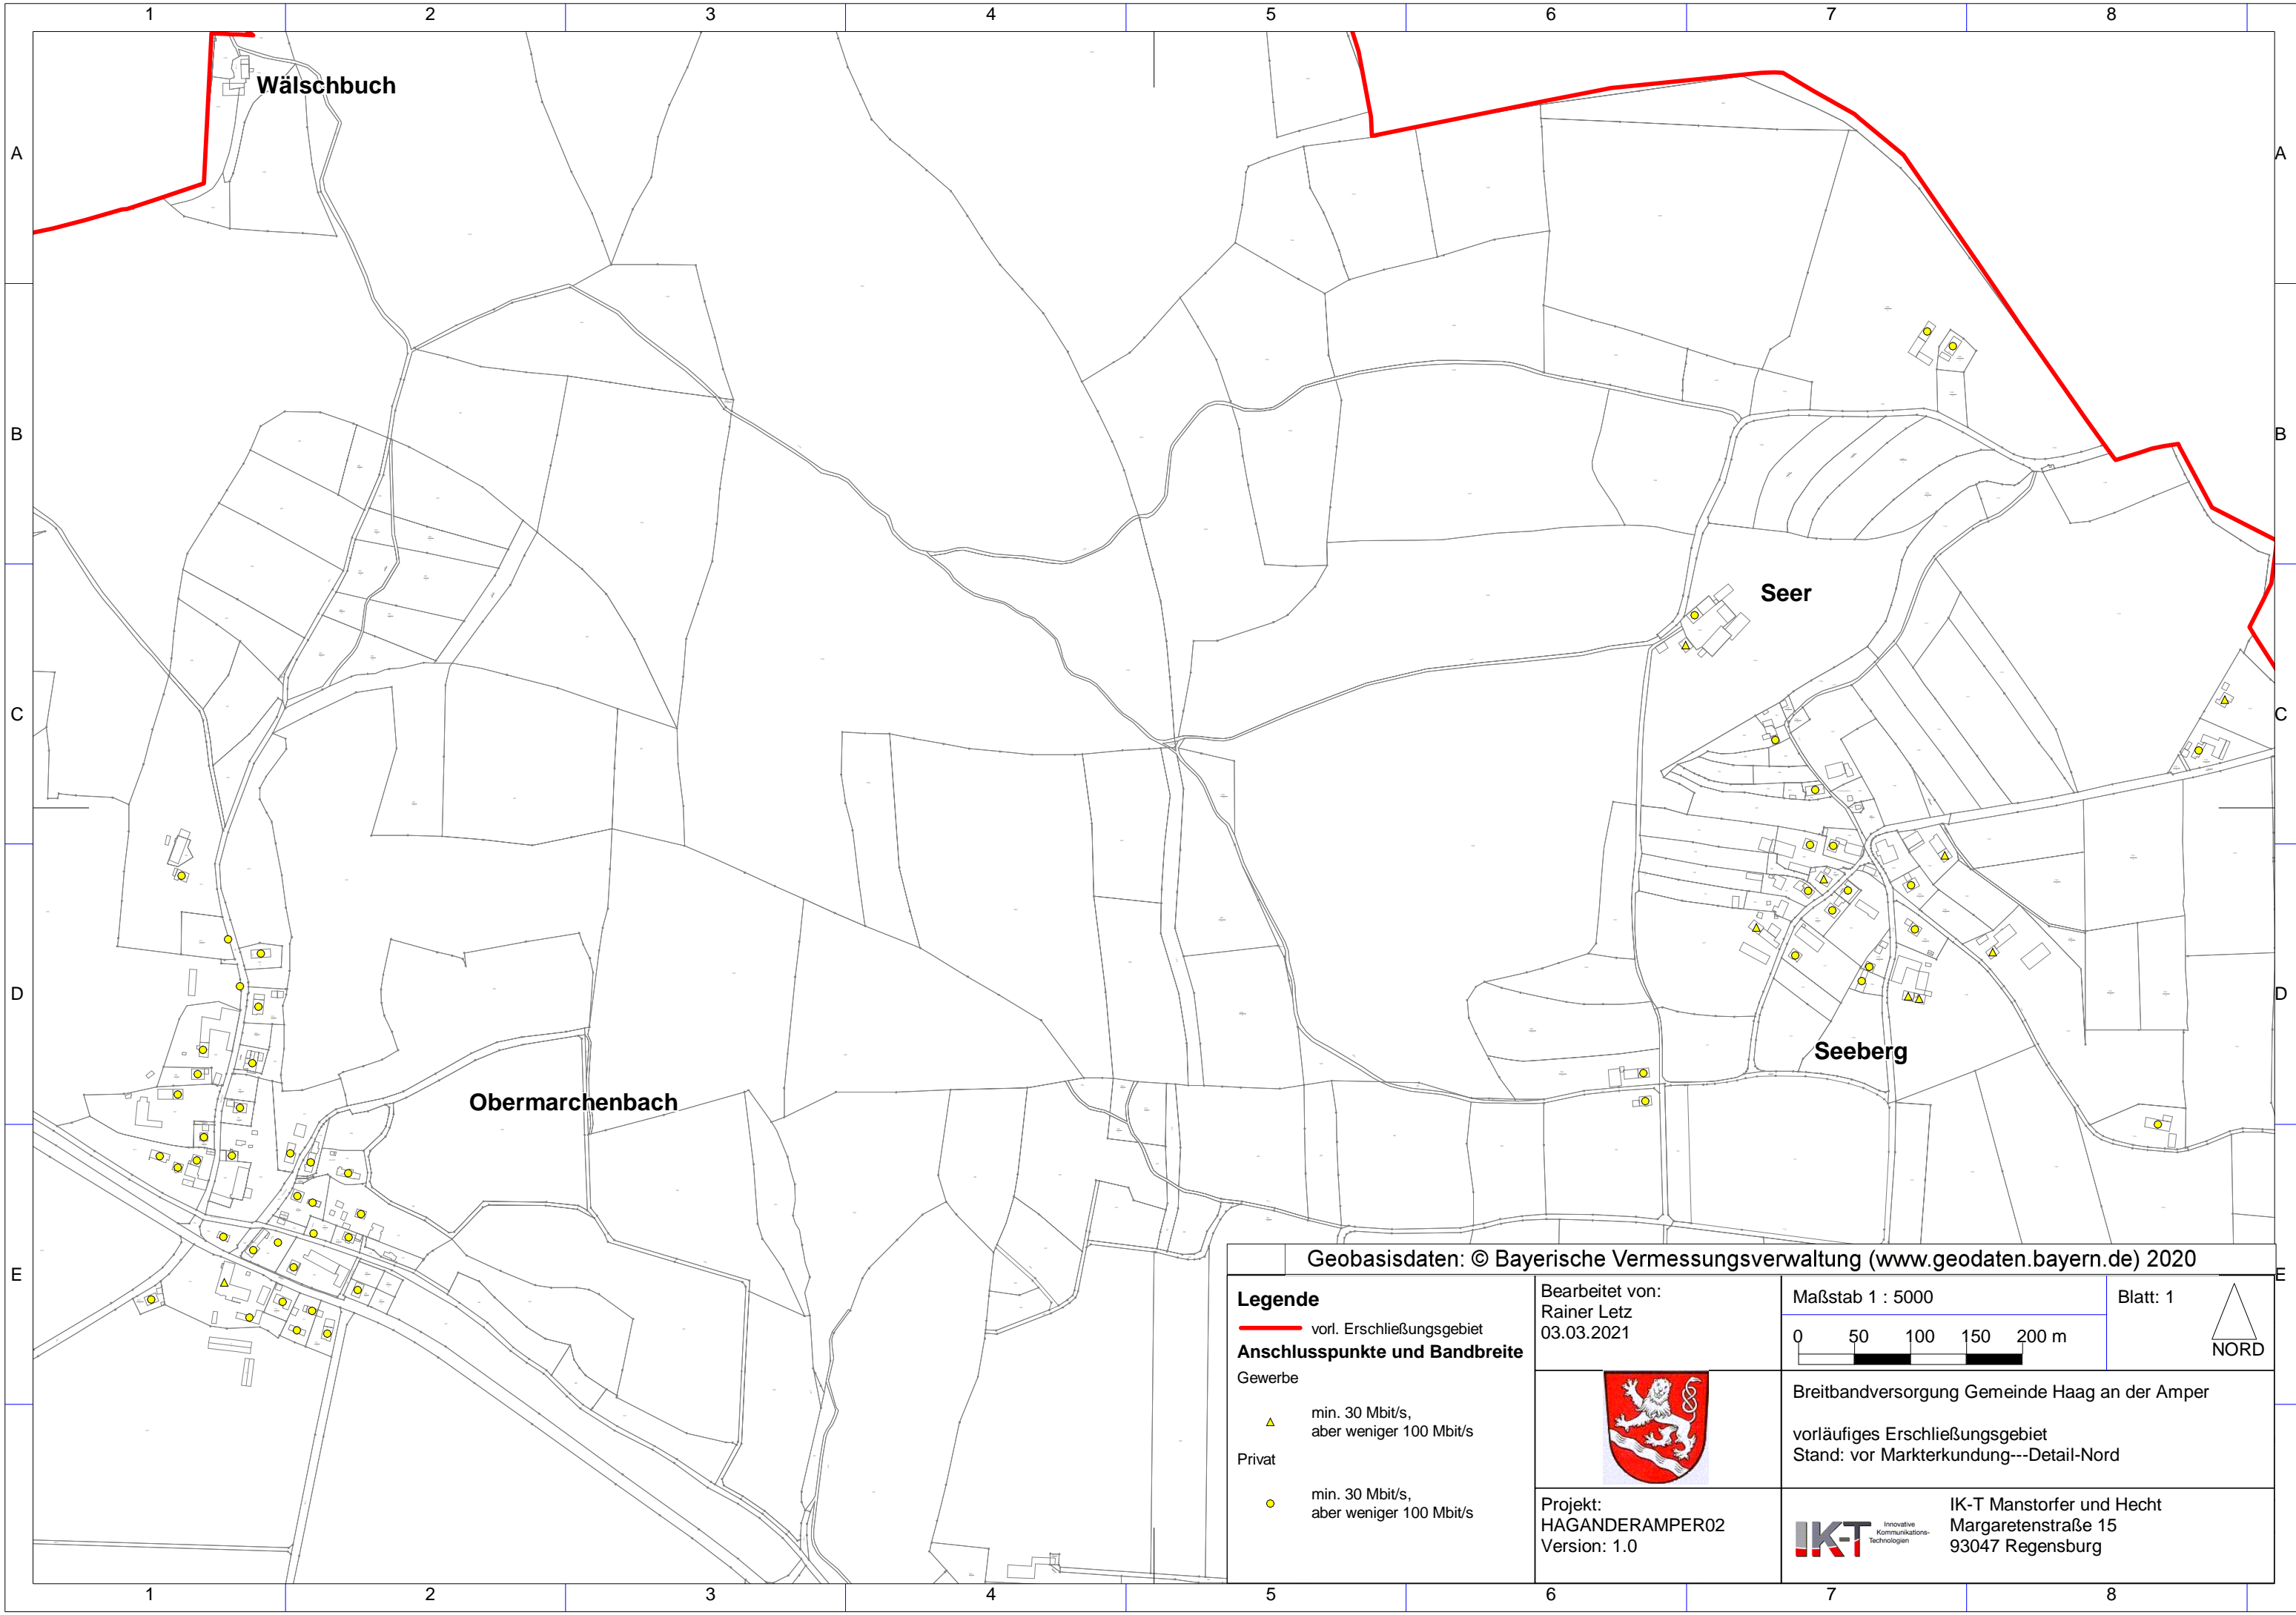 1 2 3 4 5 6 7 8
Wälschbuch
A A
B B
Seer
C C
D D
Seeberg
Obermarchenbach
E E
Geobasisdaten: © Bayerische Vermessungsverwaltung (www.geodaten.bayern.de) 2020
Legende
vorl. Erschließungsgebiet
Anschlusspunkte und Bandbreite
Gewerbe
min. 30 Mbit/s,
aber weniger 100 Mbit/s
Privat
min. 30 Mbit/s,
aber weniger 100 Mbit/s
Bearbeitet von:
Rainer Letz
03.03.2021
Projekt:
HAGANDERAMPER02
Version: 1.0
Maßstab 1 : 5000
0 50 100 150 200 m
Blatt: 1
NORD
Breitbandversorgung Gemeinde Haag an der Amper
vorläufiges Erschließungsgebiet
Stand: vor Markterkundung---Detail-Nord
IK-T
Innovative
Kommunikations-
Technologien
IK-T Manstorfer und Hecht
Margaretenstraße 15
93047 Regensburg
1 2 3 4 5 6 7 8